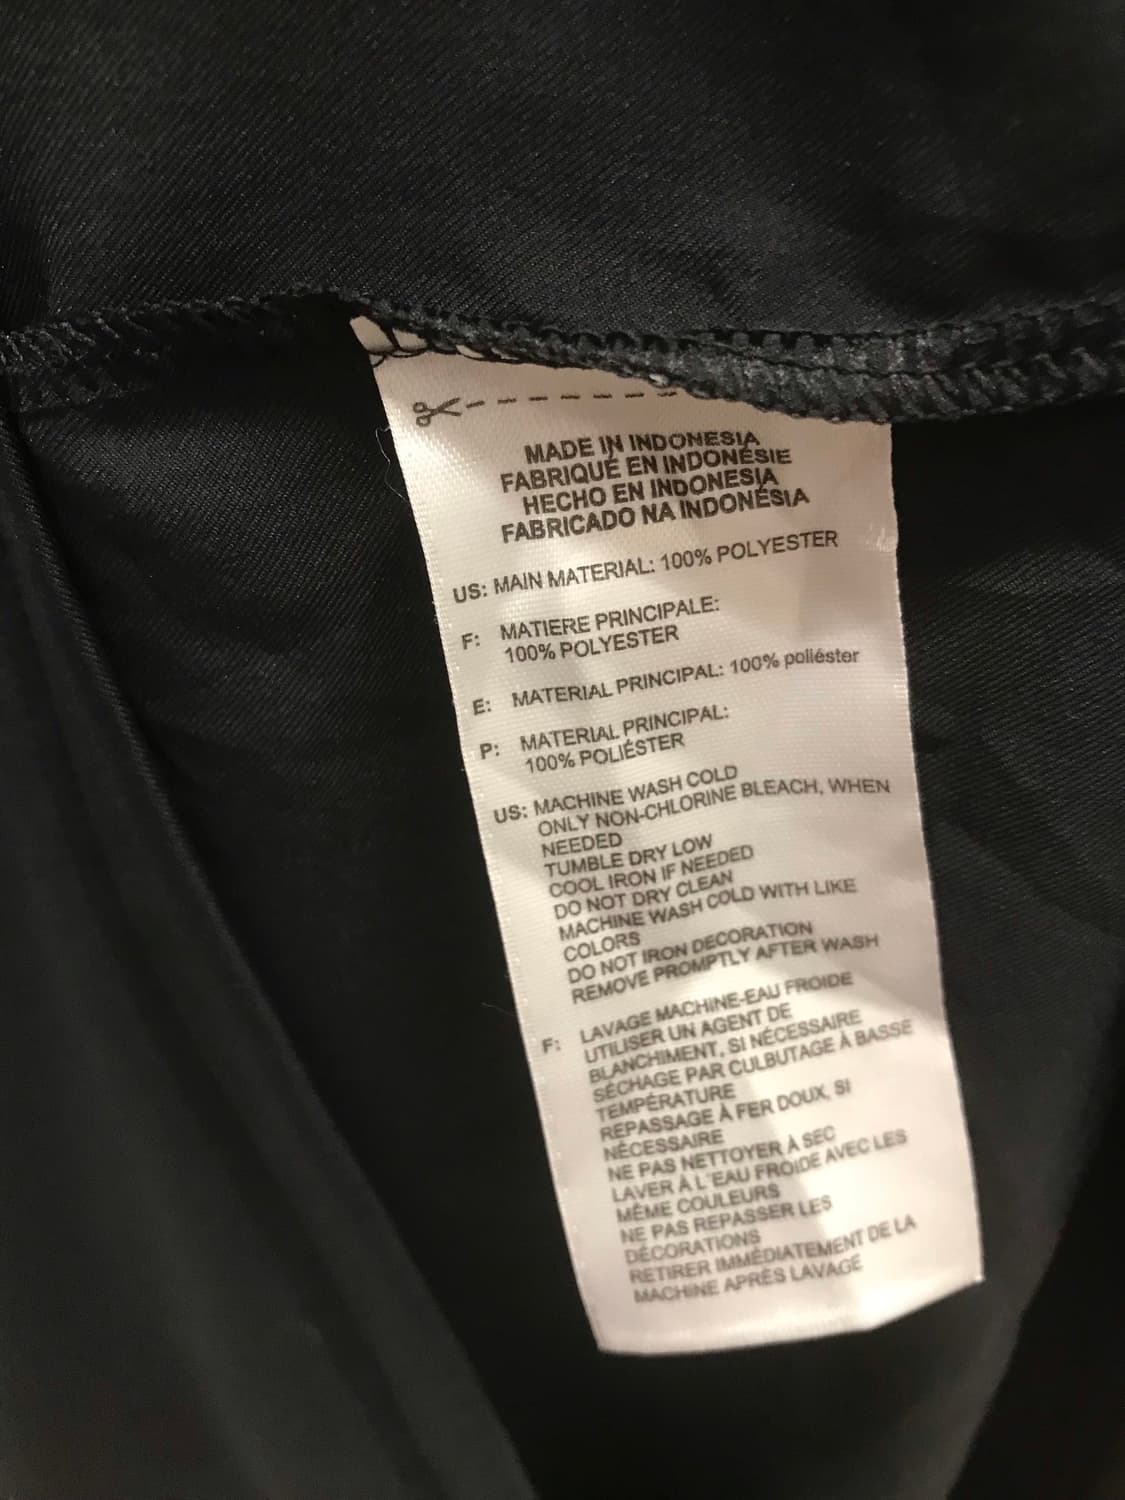 MADE IN INDONESIA
FABRIQUÉ EN INDONÉSIE
HECHO EN INDONESIA
FABRICADO NA INDONÉSIA
US: MAIN MATERIAL: 100% POLYESTER
F: MATIERE PRINCIPALE:
100% POLYESTER
E: MATERIAL PRINCIPAL: 100% poliéster
P: MATERIAL PRINCIPAL:
100% POLIÉSTER
US: MACHINE WASH COLD
ONLY NON-CHLORINE BLEACH, WHEN
NEEDED
TUMBLE DRY LOW
COOL IRON IF NEEDED
DO NOT DRY CLEAN
MACHINE WASH COLD WITH LIKE
COLORS
DO NOT IRON DECORATION
REMOVE PROMPTLY AFTER WASH
F: LAVAGE MACHINE-EAU FROIDE
UTILISER UN AGENT DE
BLANCHIMENT, SI NÉCESSAIRE
SÉCHAGE PAR CULBUTAGE À BASSE
TEMPÉRATURE
REPASSAGE À FER DOUX, SI
NÉCESSAIRE
NE PAS NETTOYER À SEC
LAVER À L'EAU FROIDE AVEC LES
MÊME COULEURS
NE PAS REPASSER LES
DÉCORATIONS
RETIRER IMMÉDIATEMENT DE LA
MACHINE APRÈS LAVAGE